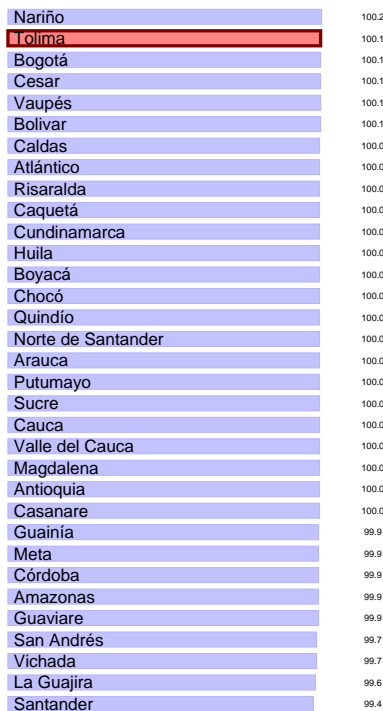 Nariño 100.2
Tolima 100.1
Bogotá 100.1
Cesar 100.1
Vaupés 100.1
Bolivar 100.1
Caldas 100.0
Atlántico 100.0
Risaralda 100.0
Caquetá 100.0
Cundinamarca 100.0
Huila 100.0
Boyacá 100.0
Chocó 100.0
Quindío 100.0
Norte de Santander 100.0
Arauca 100.0
Putumayo 100.0
Sucre 100.0
Cauca 100.0
Valle del Cauca 100.0
Magdalena 100.0
Antioquia 100.0
Casanare 100.0
Guainía 99.9
Meta 99.9
Córdoba 99.9
Amazonas 99.9
Guaviare 99.9
San Andrés 99.7
Vichada 99.7
La Guajira 99.6
Santander 99.4